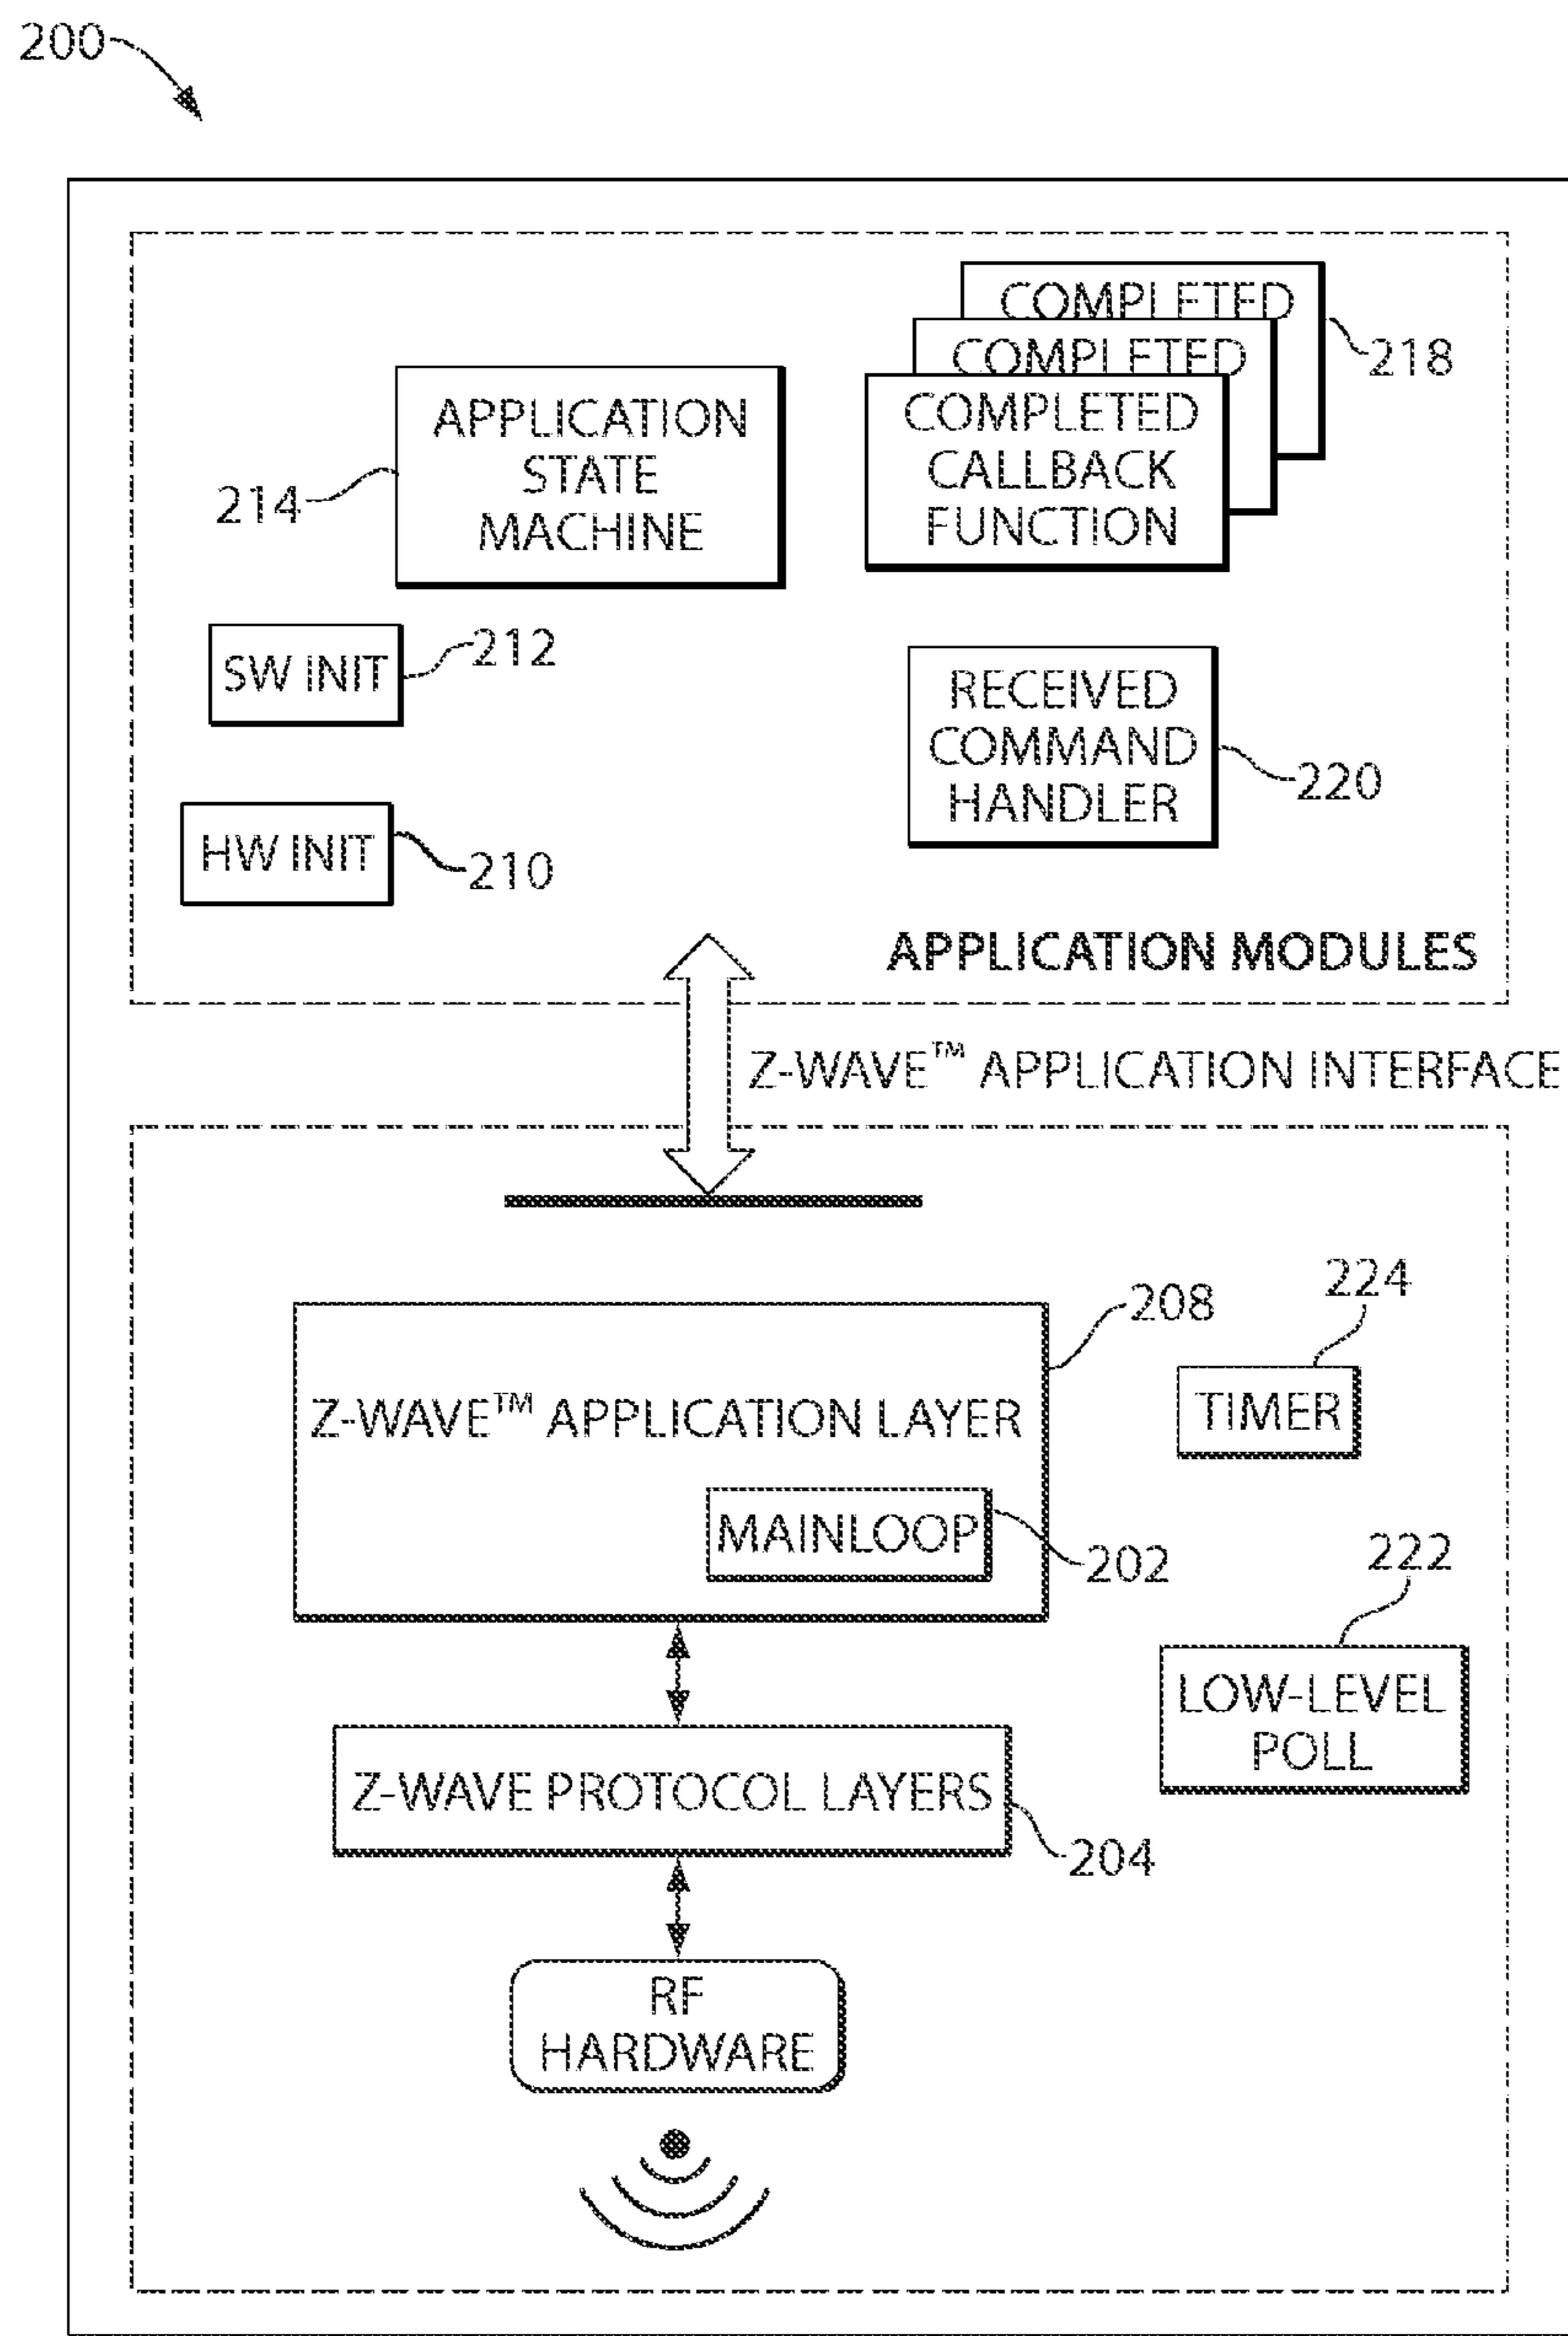 200
COMPLETED
COMPLETED
218
COMPLETED
CALLBACK
FUNCTION
APPLICATION
STATE
MACHINE
214
SW INIT
212
RECEIVED
COMMAND
HANDLER
220
HW INIT
210
APPLICATION MODULES
Z-WAVE™ APPLICATION INTERFACE
208
224
Z-WAVE™ APPLICATION LAYER
TIMER
MAINLOOP
202
222
LOW-LEVEL
POLL
Z-WAVE PROTOCOL LAYERS
204
RF
HARDWARE